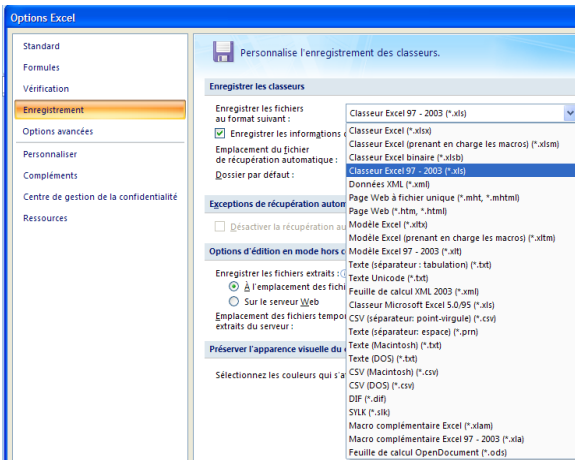 Options Excel
Standard
Formules
Vérification
Enregistrement
Options avancées
Personnaliser
Compléments
Centre de gestion de la confidentialité
Ressources
Personnalise l'enregistrement des classeurs.
Enregistrer les classeurs
Enregistrer les fichiers
au format suivant :
Classeur Excel 97 - 2003 (*.xls)
Enregistrer les informations
Emplacement du fichier
de récupération automatique :
Dossier par défaut :
Exceptions de récupération
Désactiver la récupération
Options d'édition en mode hors
Enregistrer les fichiers extraits :
À l'emplacement des
Sur le serveur Web
Emplacement des fichiers
extraits du serveur :
Préserver l'apparence visuelle du
Sélectionnez les couleurs qui
Classeur Excel (*.xlsx)
Classeur Excel (prenant en charge les macros) (*.xlsm)
Classeur Excel binaire (*.xlsb)
Classeur Excel 97 - 2003 (*.xls)
Données XML (*.xml)
Page Web à fichier unique (*.mht, *.mhtml)
Page Web (*.htm, *.html)
Modèle Excel (*.xltx)
Modèle Excel (prenant en charge les macros) (*.xltm)
Modèle Excel 97 - 2003 (*.xlt)
Texte (séparateur : tabulation) (*.txt)
Texte Unicode (*.txt)
Feuille de calcul XML 2003 (*.xml)
Classeur Microsoft Excel 5.0/95 (*.xls)
CSV (séparateur: point-virgule) (*.csv)
Texte (séparateur: espace) (*.prn)
Texte (Macintosh) (*.txt)
Texte (DOS) (*.txt)
CSV (Macintosh) (*.csv)
CSV (DOS) (*.csv)
DIF (*.dif)
SYLK (*.slk)
Macro complémentaire Excel (*.xlam)
Macro complémentaire Excel 97 - 2003 (*.xla)
Feuille de calcul OpenDocument (*.ods)